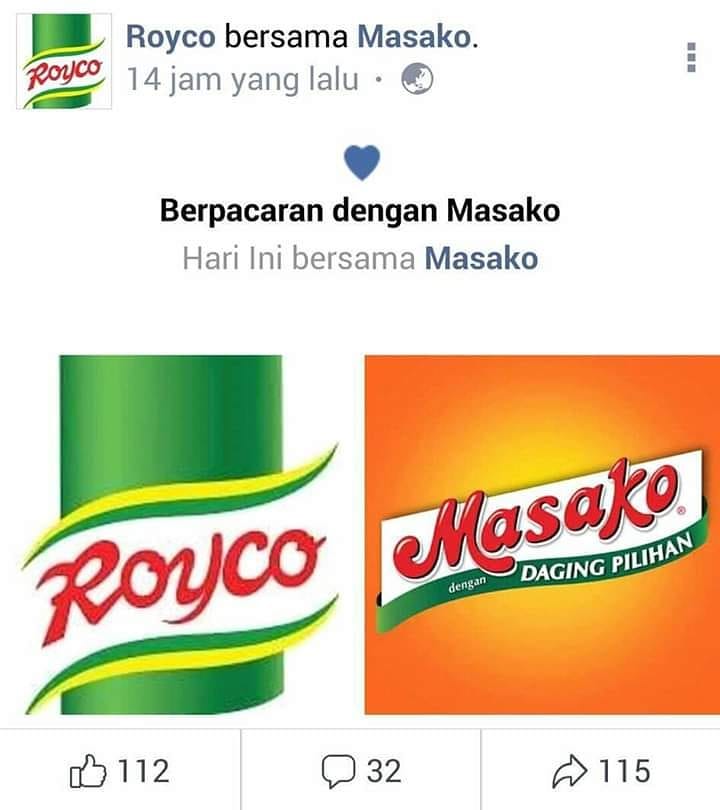 Royco
Royco bersama Masako.
14 jam yang lalu ·
Berpacaran dengan Masako
Hari Ini bersama Masako
Royco
Masako®
dengan DAGING PILIHAN
112
32
115